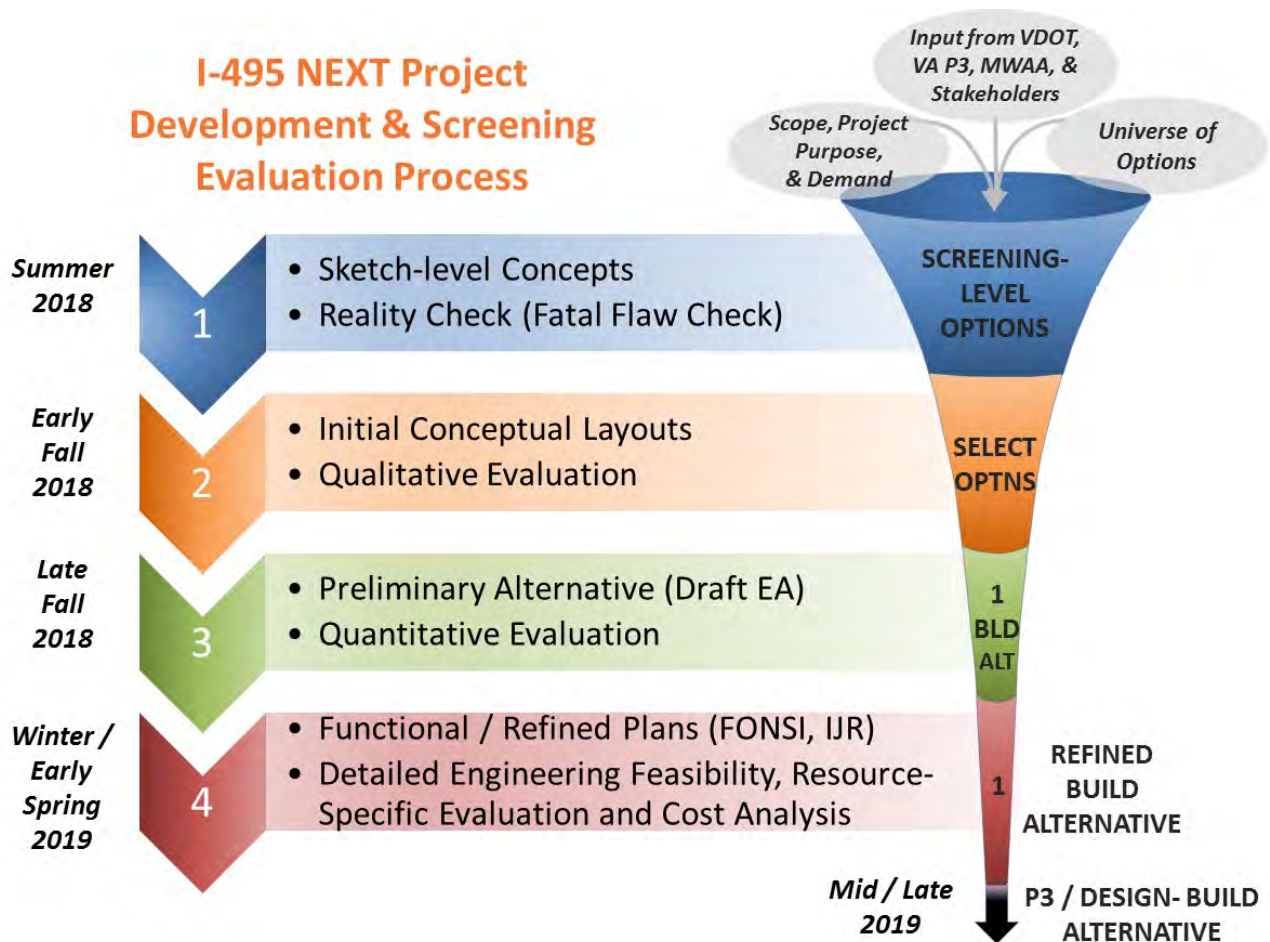 I-495 NEXT Project
Development & Screening
Evaluation Process
Input from VDOT,
VA P3, MWAA, &
Stakeholders
Scope, Project
Purpose,
& Demand
Universe of
Options
Summer
2018
1
• Sketch-level Concepts
• Reality Check (Fatal Flaw Check)
SCREENING-
LEVEL
OPTIONS
Early
Fall
2018
2
• Initial Conceptual Layouts
• Qualitative Evaluation
SELECT
OPTNS
Late
Fall
2018
3
• Preliminary Alternative (Draft EA)
• Quantitative Evaluation
1
BLD
ALT
Winter /
Early
Spring
2019
4
• Functional / Refined Plans (FONSI, IJR)
• Detailed Engineering Feasibility, Resource-
Specific Evaluation and Cost Analysis
1
REFINED
BUILD
ALTERNATIVE
Mid / Late
2019
P3 / DESIGN- BUILD
ALTERNATIVE